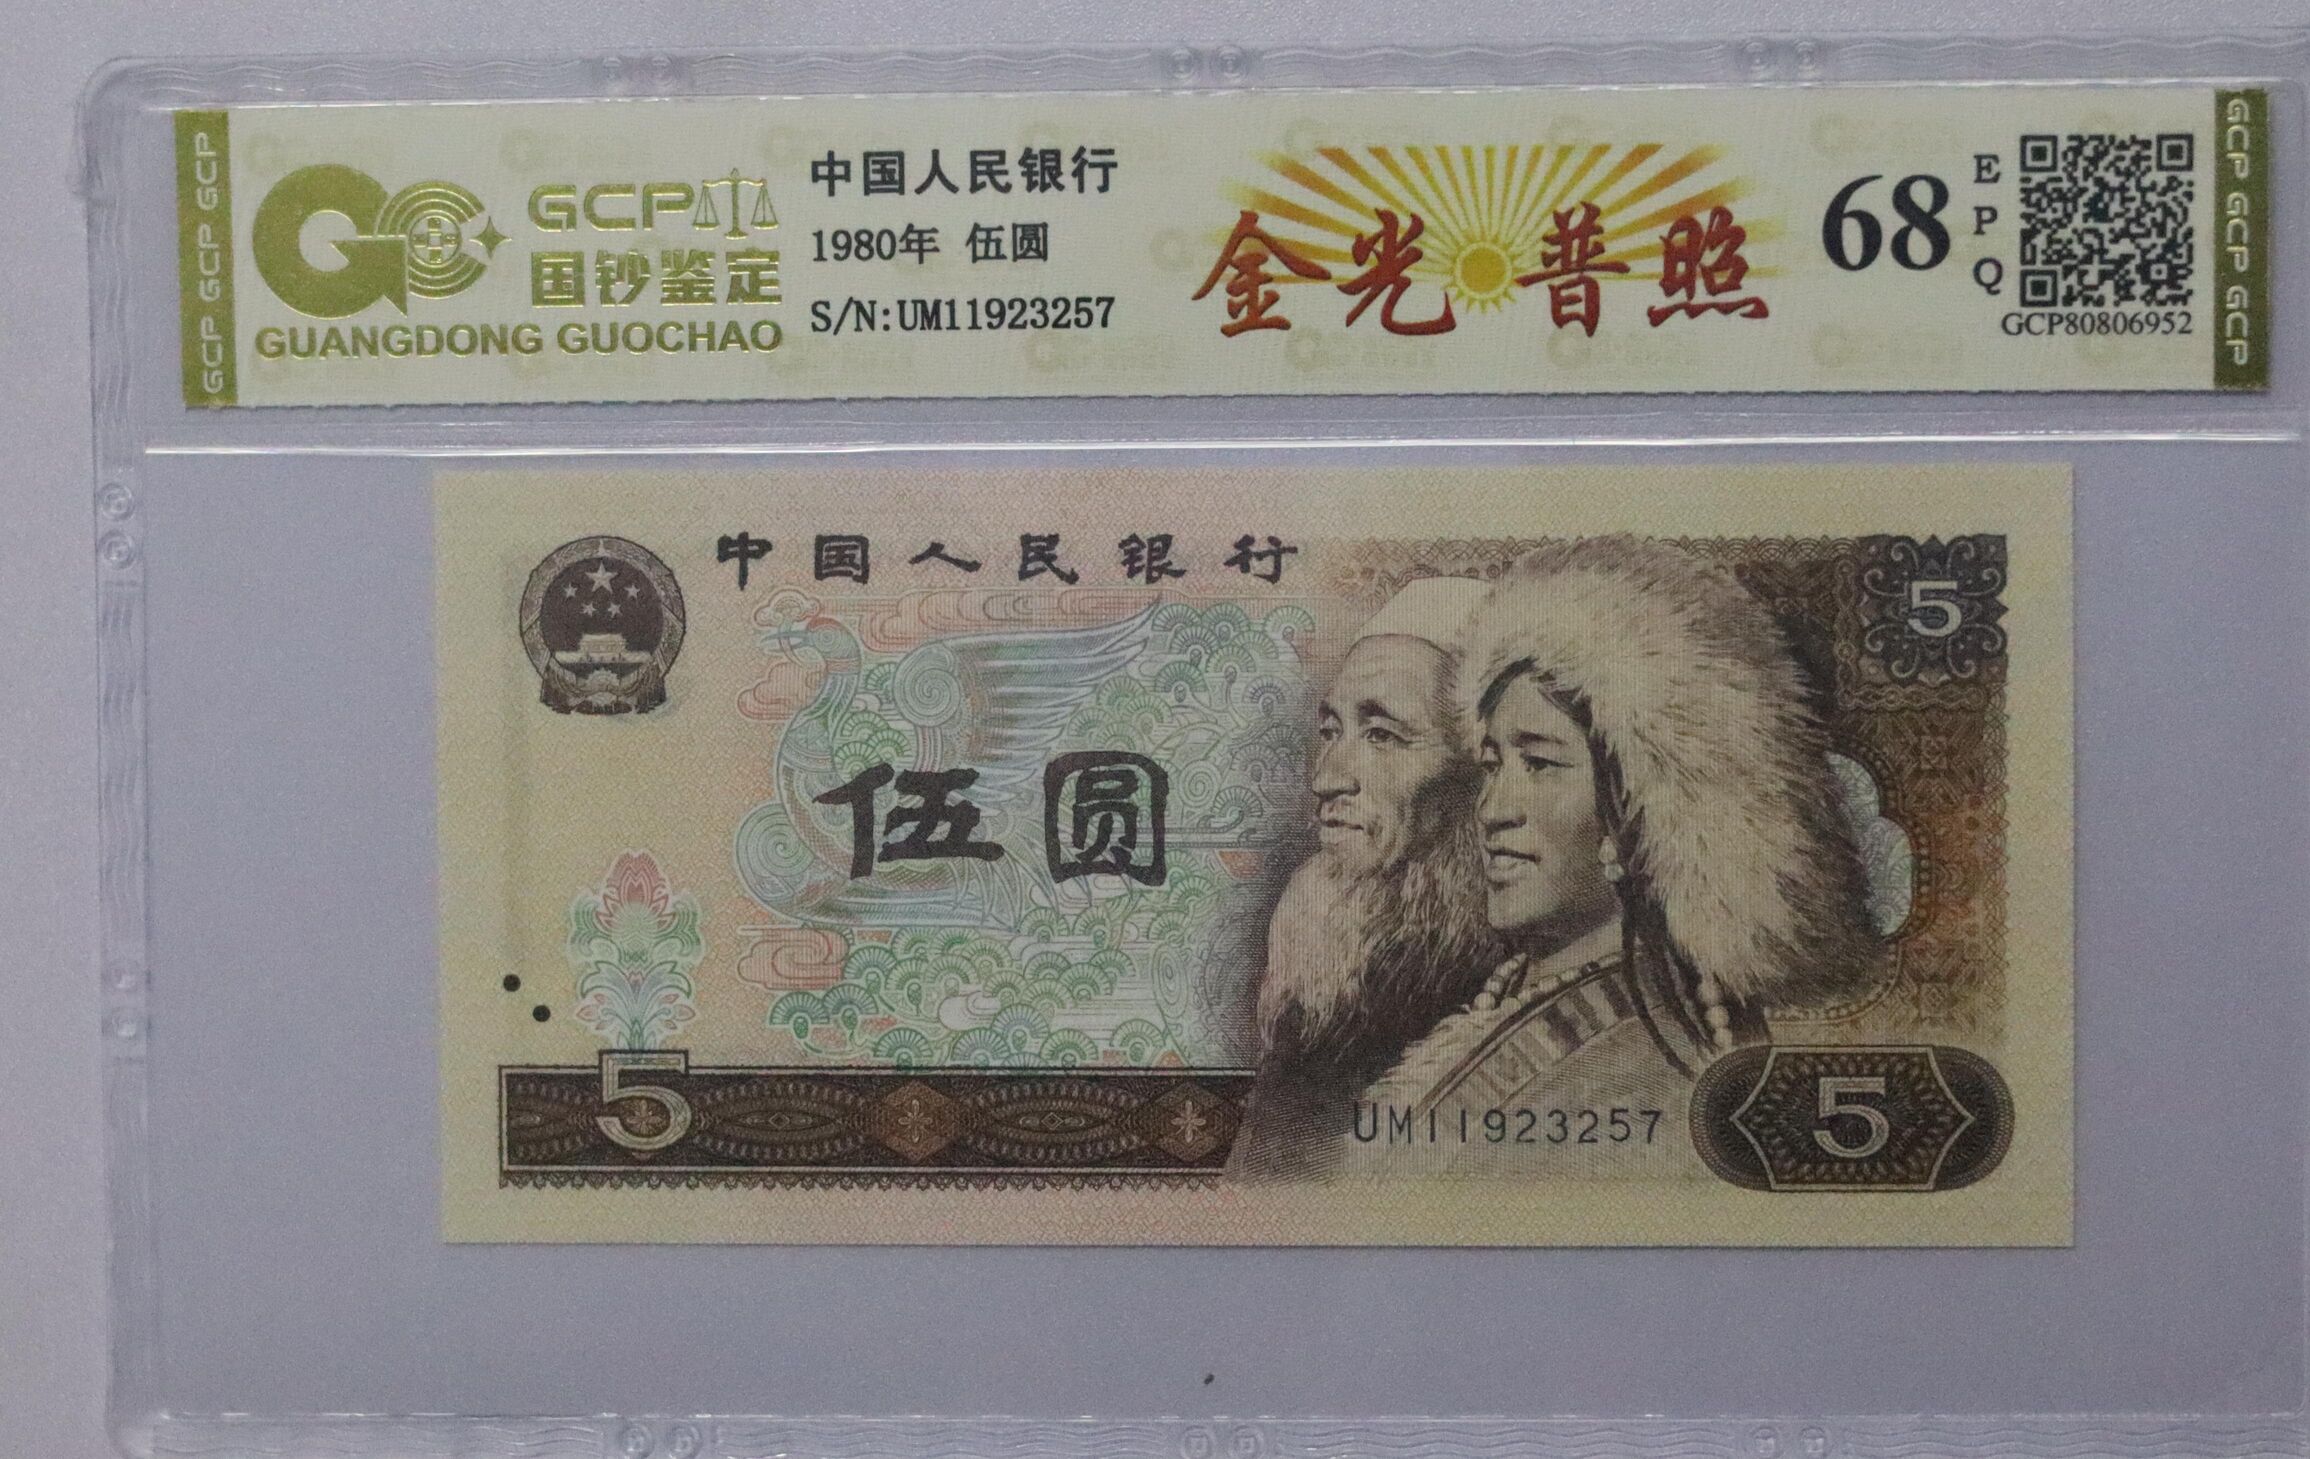 GCP GCP GCP
GCP
国钞鉴定
GUANGDONG GUOCHAO
中国人民银行
1980年 伍圆
S/N:UM11923257
金光普照
68
EPQ
GCP80806952
GCP GCP GCP
中国人民银行
5
伍圆
5
UM11923257
5